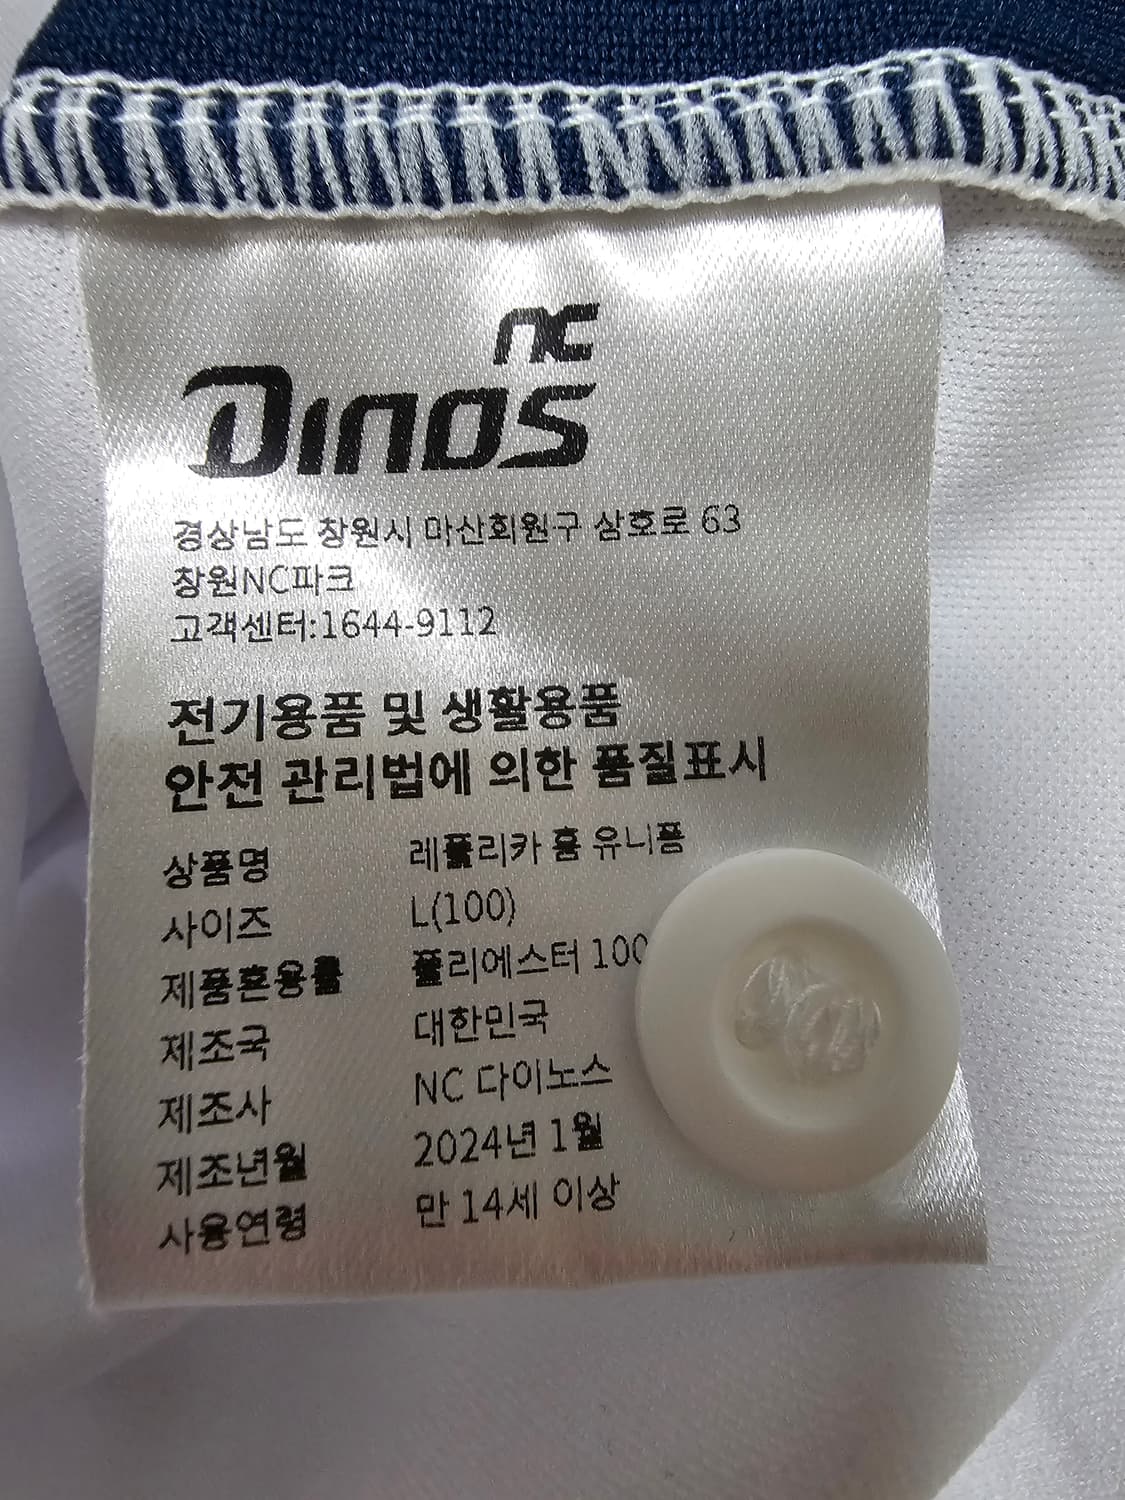 nc
Dinos
경상남도 창원시 마산회원구 삼호로 63
창원NC파크
고객센터:1644-9112
전기용품 및 생활용품
안전 관리법에 의한 품질표시
상품명 레플리카 홈 유니폼
사이즈 L(100)
제품혼용률 폴리에스터 100
제조국 대한민국
제조사 NC 다이노스
제조년월 2024년 1월
사용연령 만 14세 이상